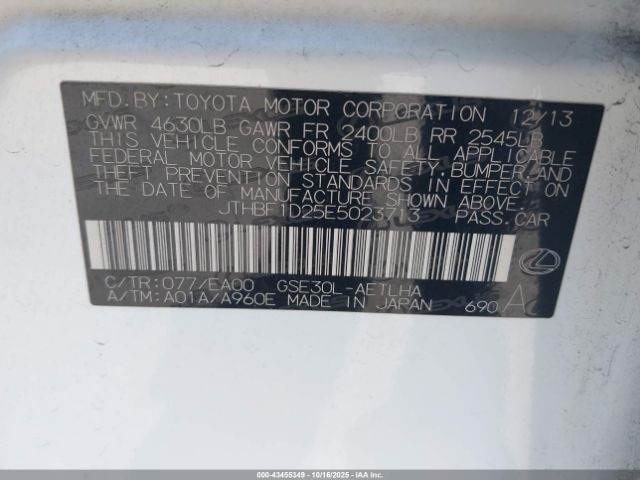 MFD.BY:TOYOTA MOTOR CORPORATION 12/13
GVWR 4630LB GAWR FR 2400LB RR 2545LB
THIS VEHICLE CONFORMS TO ALL APPLICABLE
FEDERAL MOTOR VEHICLE SAFETY,BUMPER,AND
THEFT PREVENTION STANDARDS IN EFFECT ON
THE DATE OF MANUFACTURE SHOWN ABOVE.
JTHBF1D25E5023713 PASS.CAR
C/TR:077/EA00 GSE30L-AETLHA
A/TM:A01A/A960E MADE IN JAPAN 690 A
000-43455349 | 10/16/2025 | IAAI.COM